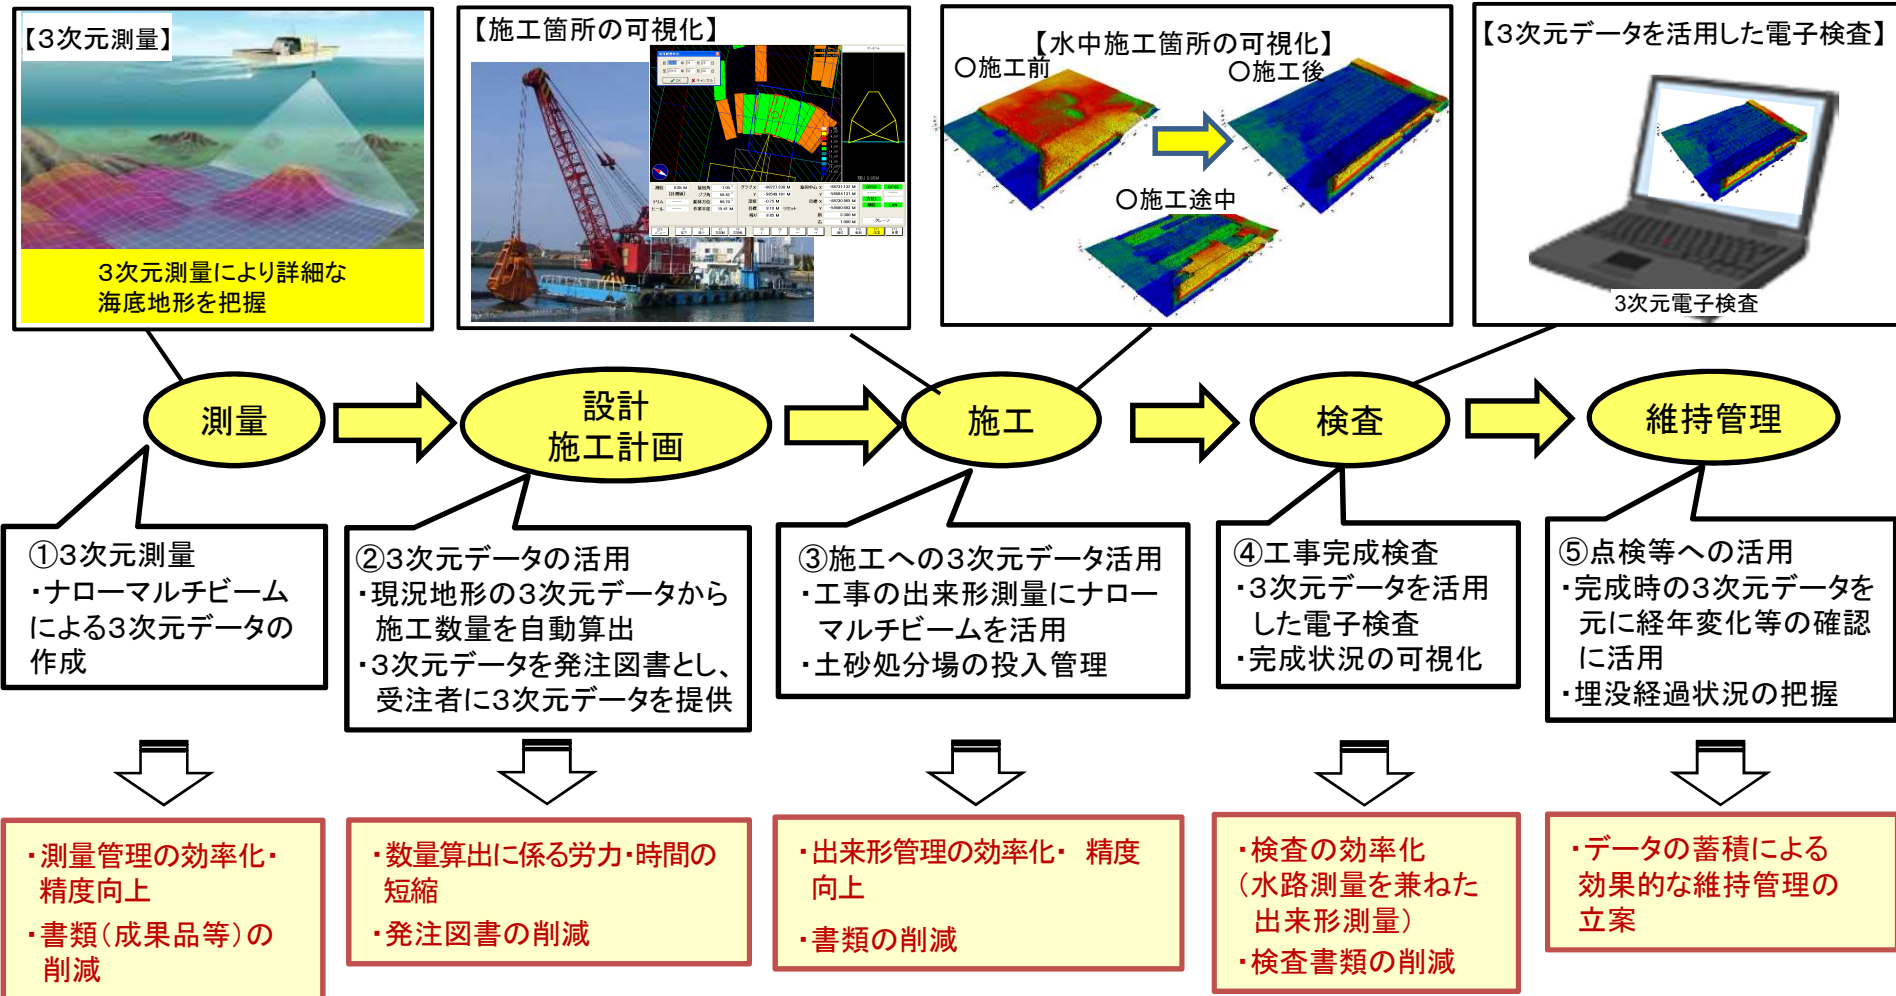 【3次元測量】
3次元測量により詳細な
海底地形を把握
【施工箇所の可視化】
【水中施工箇所の可視化】
○施工前
○施工後
○施工途中
【3次元データを活用した電子検査】
3次元電子検査
測量
設計
施工計画
施工
検査
維持管理
①3次元測量
・ナローマルチビーム
による3次元データの
作成
②3次元データの活用
・現況地形の3次元データから
施工数量を自動算出
・3次元データを発注図書とし、
受注者に3次元データを提供
③施工への3次元データ活用
・工事の出来形測量にナロー
マルチビームを活用
・土砂処分場の投入管理
④工事完成検査
・3次元データを活用
した電子検査
・完成状況の可視化
⑤点検等への活用
・完成時の3次元データを
元に経年変化等の確認
に活用
・埋没経過状況の把握
・測量管理の効率化・
精度向上
・書類(成果品等)の
削減
・数量算出に係る労力・時間の
短縮
・発注図書の削減
・出来形管理の効率化・ 精度
向上
・書類の削減
・検査の効率化
(水路測量を兼ねた
出来形測量)
・検査書類の削減
・データの蓄積による
効果的な維持管理の
立案